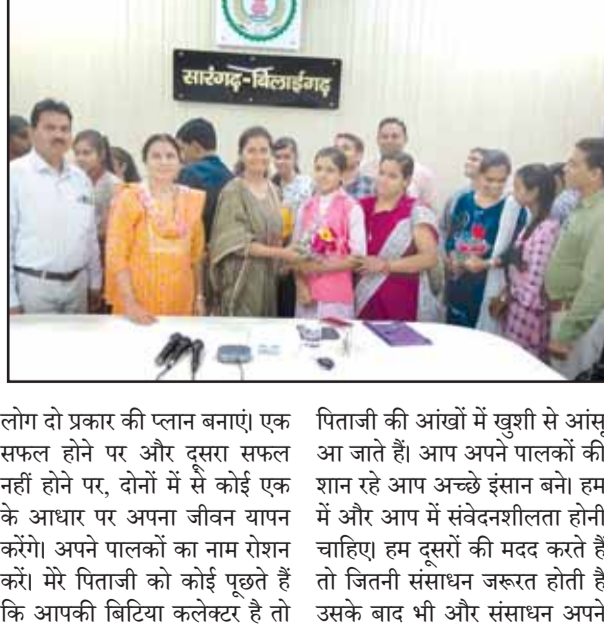 सारंगढ़-बिलाईगढ़
लोग दो प्रकार की प्लान बनाएं। एक
सफल होने पर और दूसरा सफल
नहीं होने पर, दोनों में से कोई एक
के आधार पर अपना जीवन यापन
करेंगे। अपने पालकों का नाम रोशन
करें। मेरे पिताजी को कोई पूछते हैं
कि आपकी बिटिया कलेक्टर है तो
पिताजी की आंखों में खुशी से आंसू
आ जाते हैं। आप अपने पालकों की
शान रहे आप अच्छे इंसान बने। हम
में और आप में संवेदनशीलता होनी
चाहिए। हम दूसरों की मदद करते हैं
तो जितनी संसाधन जरूरत होती है
उसके बाद भी और संसाधन अपने